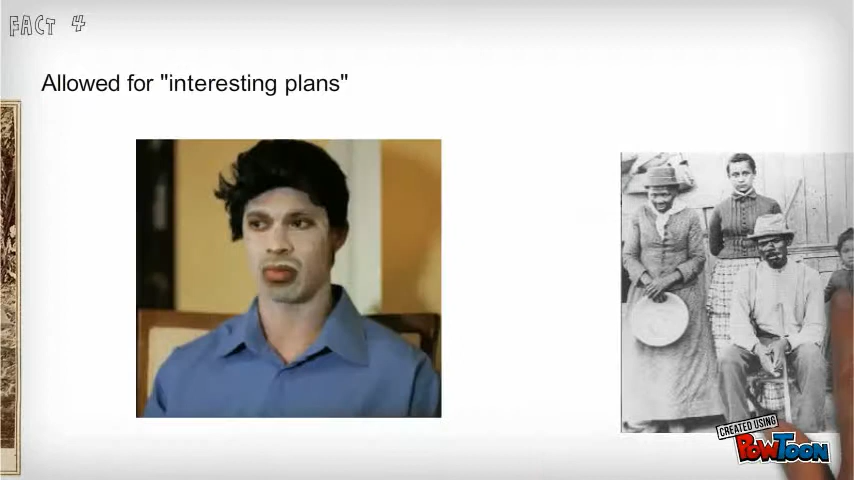 FACT 4
Allowed for "interesting plans"
CREATED USING
POWTOON